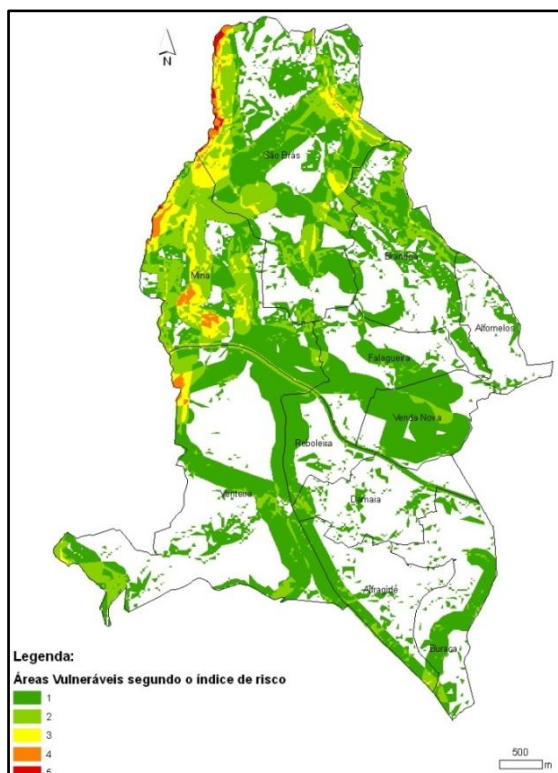 N
São Brás
Mina
Brandoa
Alfornelos
Falagueira
Venda Nova
Reboleira
Damaia
Venteira
Alfragide
Buraca
Legenda:
Áreas Vulneráveis segundo o índice de risco
1
2
3
4
5
500
m